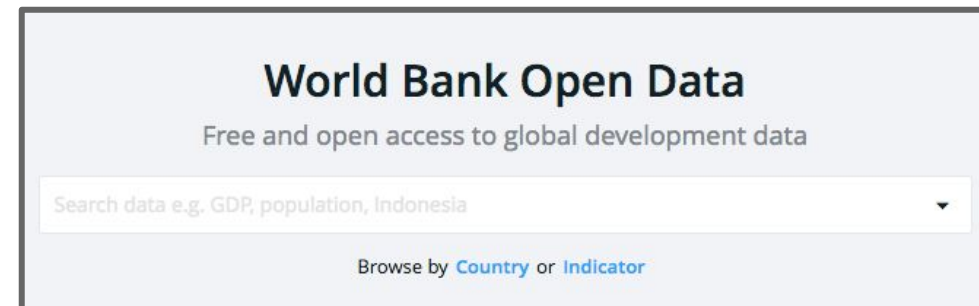 World Bank Open Data
Free and open access to global development data
Search data e.g. GDP, population, Indonesia
Browse by Country or Indicator